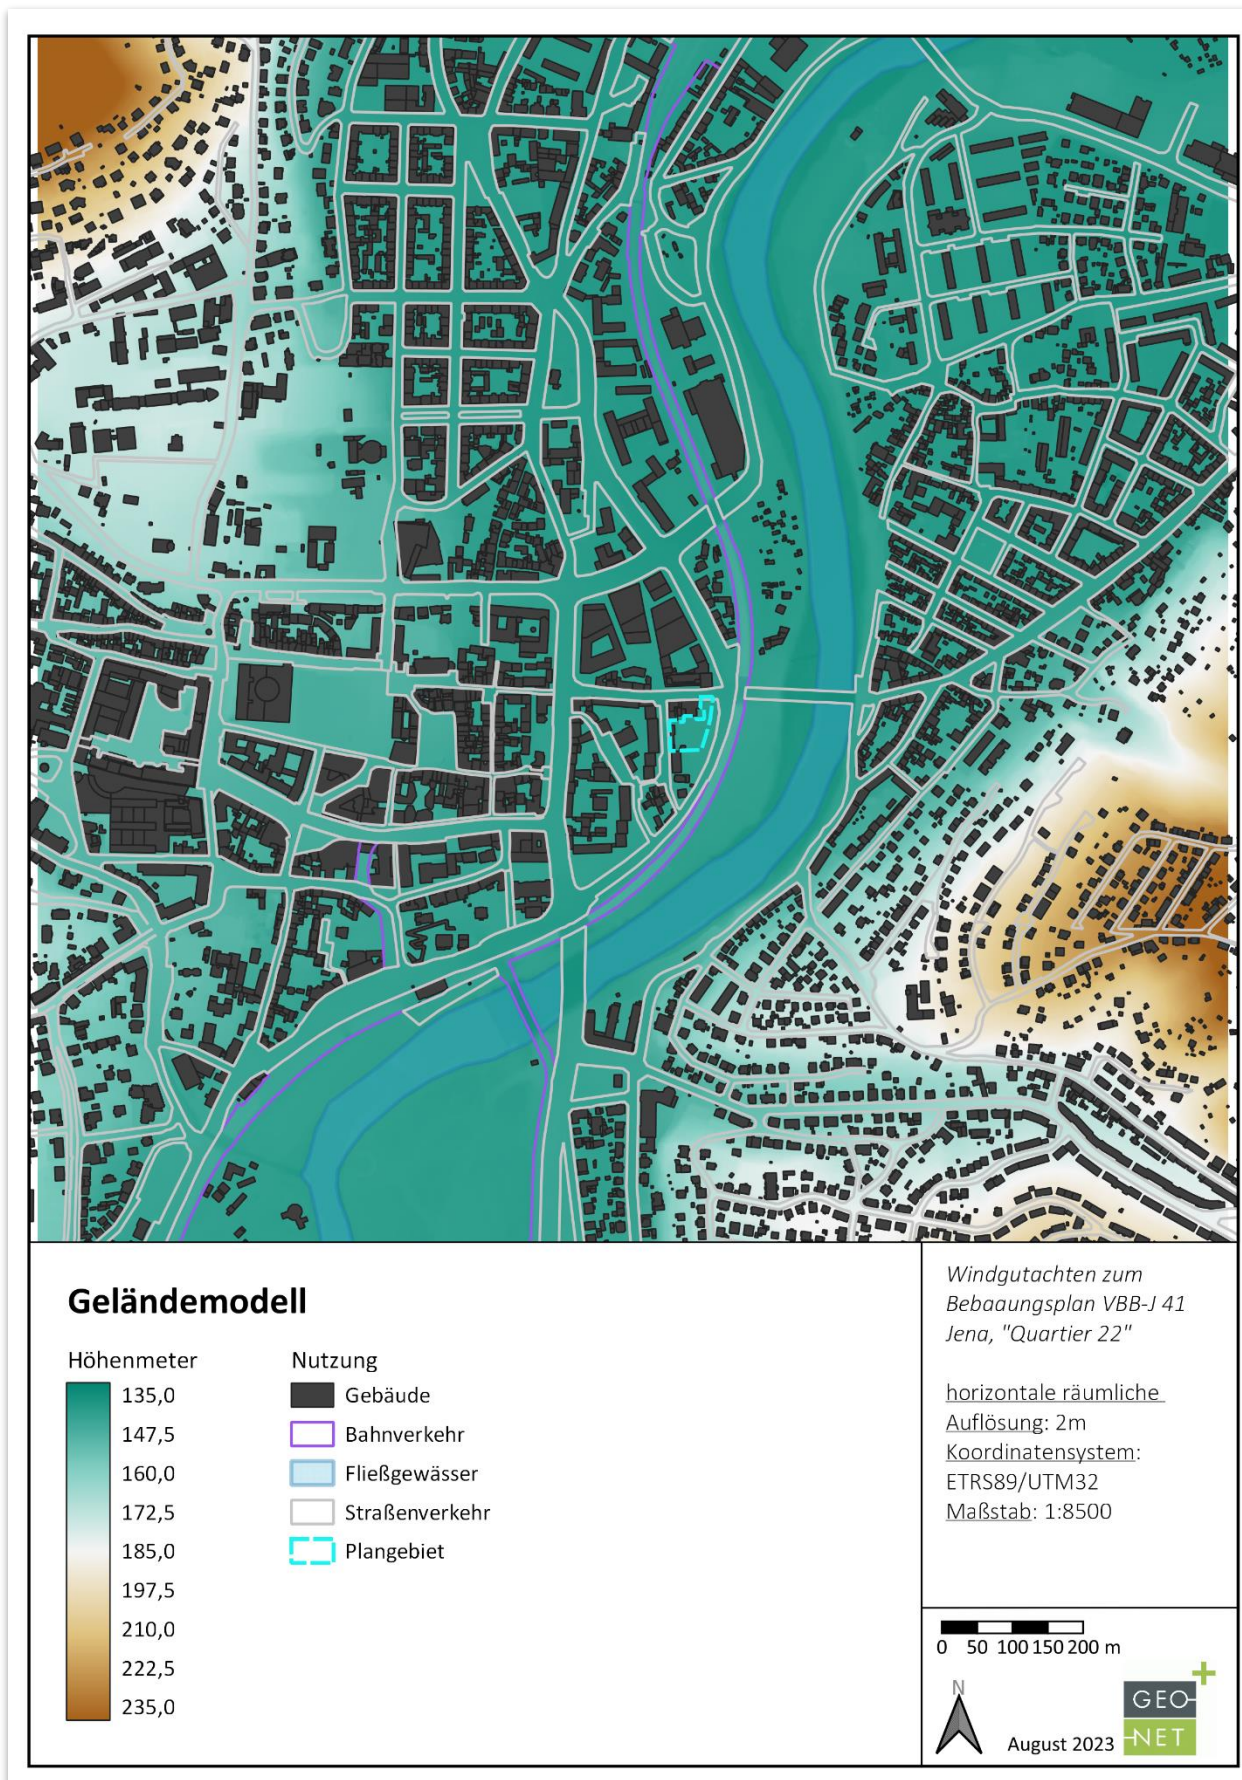 Geländemodell
Höhenmeter
135,0
147,5
160,0
172,5
185,0
197,5
210,0
222,5
235,0
Nutzung
Gebäude
Bahnverkehr
Fließgewässer
Straßenverkehr
Plangebiet
Windgutachten zum
Bebaaungsplan VBB-J 41
Jena, "Quartier 22"
horizontale räumliche
Auflösung: 2m
Koordinatensystem:
ETRS89/UTM32
Maßstab: 1:8500
0 50 100 150 200 m
N
August 2023
GEO
NET